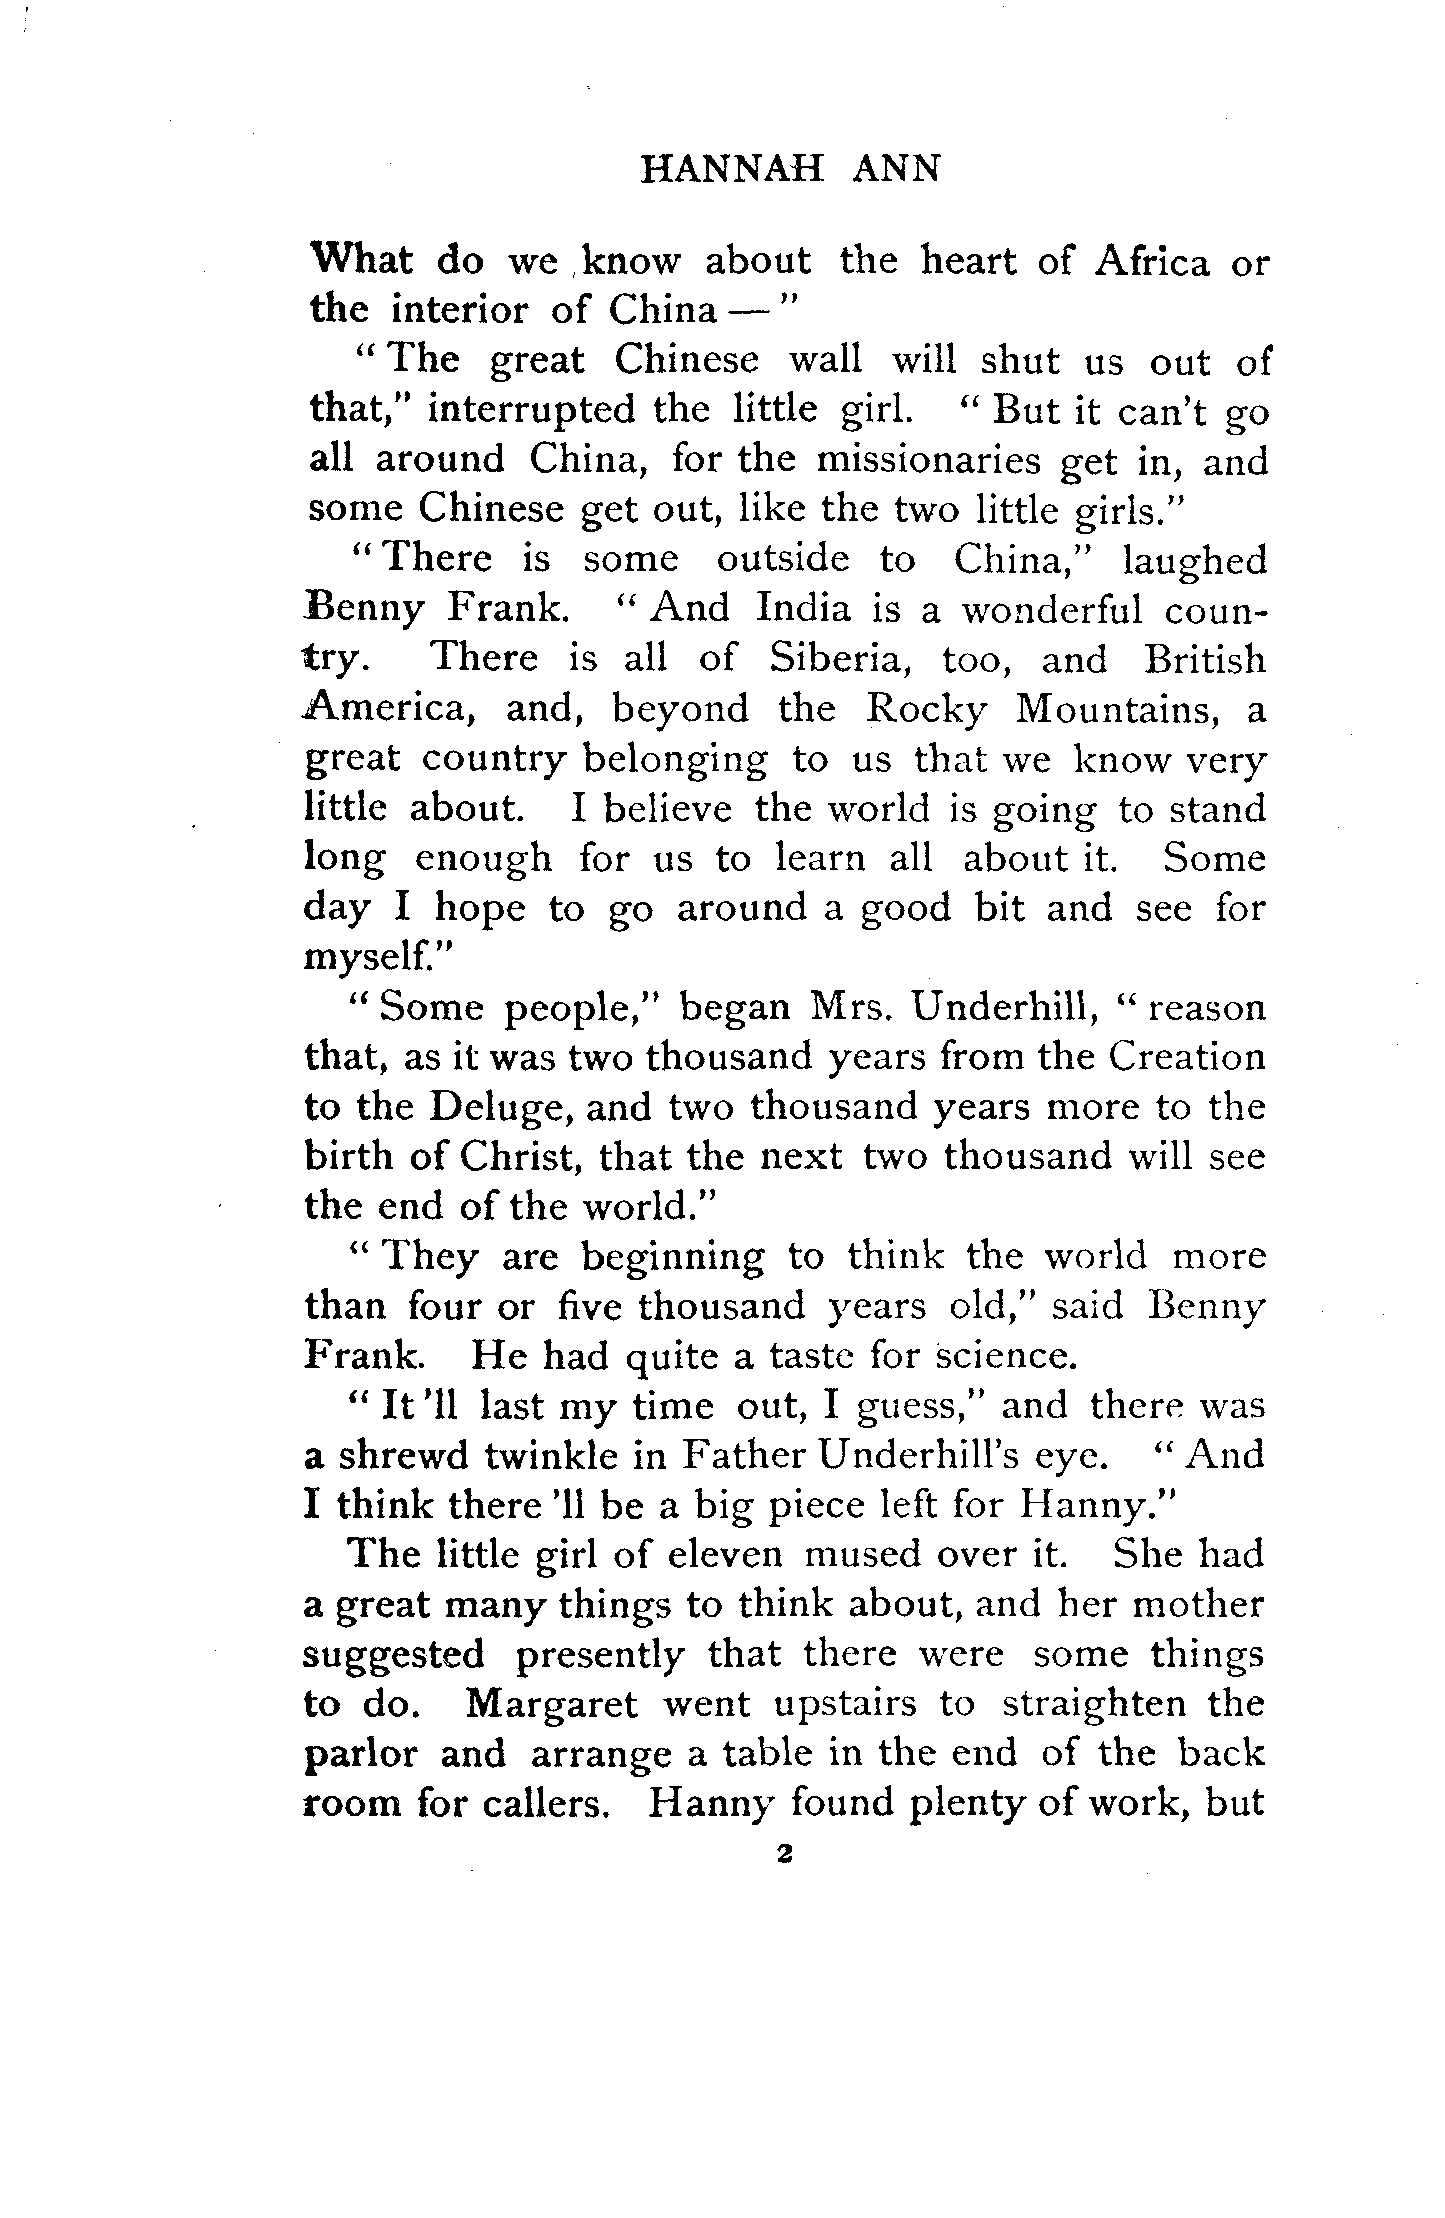 HANNAH ANN
What do we know about the heart of Africa or
the interior of China — "
" The great Chinese wall will shut us out of
that," interrupted the little girl. " But it can't go
all around China, for the missionaries get in, and
some Chinese get out, like the two little girls."
" There is some outside to China," laughed
Benny Frank. " And India is a wonderful coun-
try. There is all of Siberia, too, and British
America, and, beyond the Rocky Mountains, a
great country belonging to us that we know very
little about. I believe the world is going to stand
long enough for us to learn all about it. Some
day I hope to go around a good bit and see for
myself."
" Some people," began Mrs. Underhill, " reason
that, as it was two thousand years from the Creation
to the Deluge, and two thousand years more to the
birth of Christ, that the next two thousand will see
the end of the world."
" They are beginning to think the world more
than four or five thousand years old," said Benny
Frank. He had quite a taste for science.
" It 'll last my time out, I guess," and there was
a shrewd twinkle in Father Underhill's eye. " And
I think there 'll be a big piece left for Hanny."
The little girl of eleven mused over it. She had
a great many things to think about, and her mother
suggested presently that there were some things
to do. Margaret went upstairs to straighten the
parlor and arrange a table in the end of the back
room for callers. Hanny found plenty of work, but
2